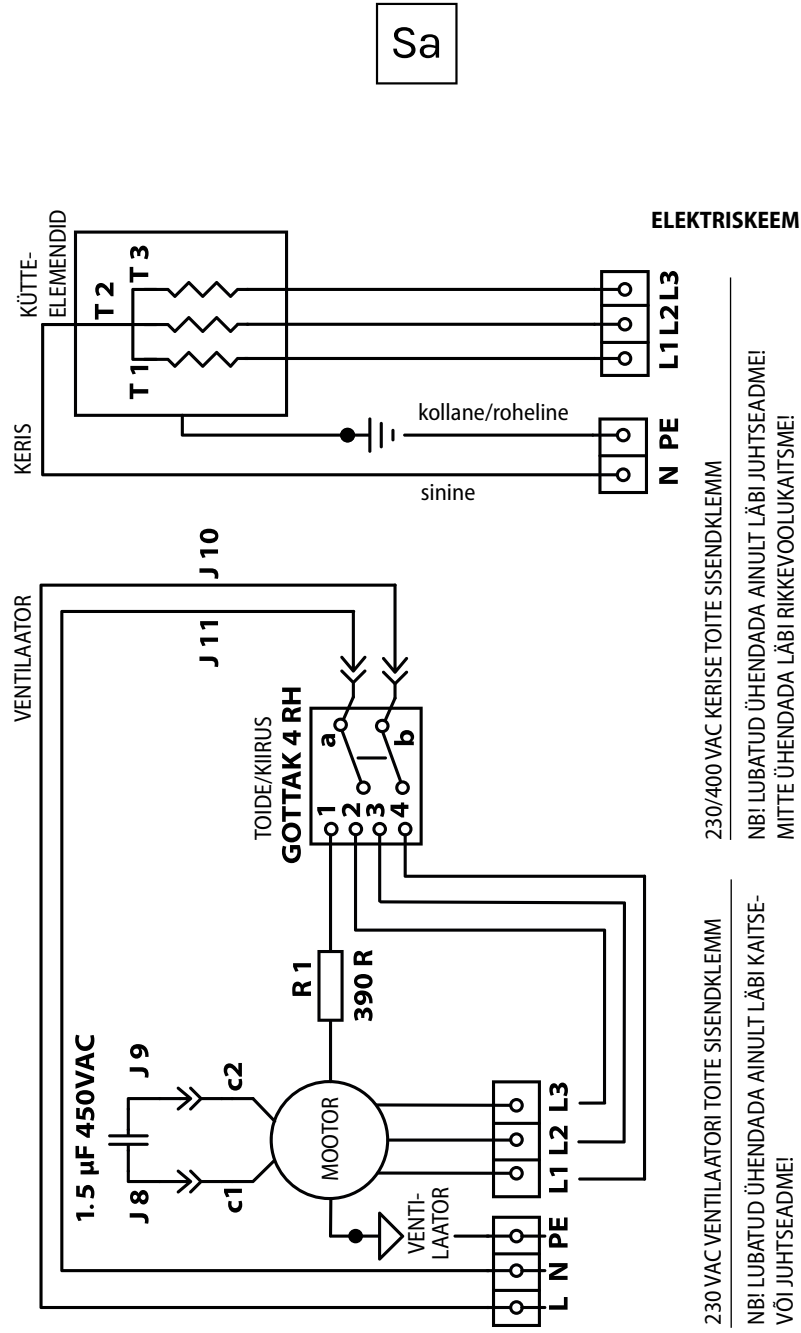 Sa
ELEKTRISKEEM
VENTILAATOR
KERIS
KÜTTE-
ELEMENDID
J 10
J 11
T 1
T 2
T 3
1.5 µF 450VAC
J 8
J 9
c1
c2
MOOTOR
R 1
390 R
TOIDE/KIIRUS
GOTTAK 4 RH
1
2
3
4
a
b
kollane/roheline
sinine
VENTI-
LAATOR
L N PE
L1 L2 L3
N PE
L1 L2 L3
230 VAC VENTILAATORI TOITE SISENDKLEMM
NB! LUBATUD ÜHENDADA AINULT LÄBI KAITSE-
VÕI JUHTSEADME!
230/400 VAC KERISE TOITE SISENDKLEMM
NB! LUBATUD ÜHENDADA AINULT LÄBI JUHTSEADME!
MITTE ÜHENDADA LÄBI RIKKEVOOLUKAITSME!